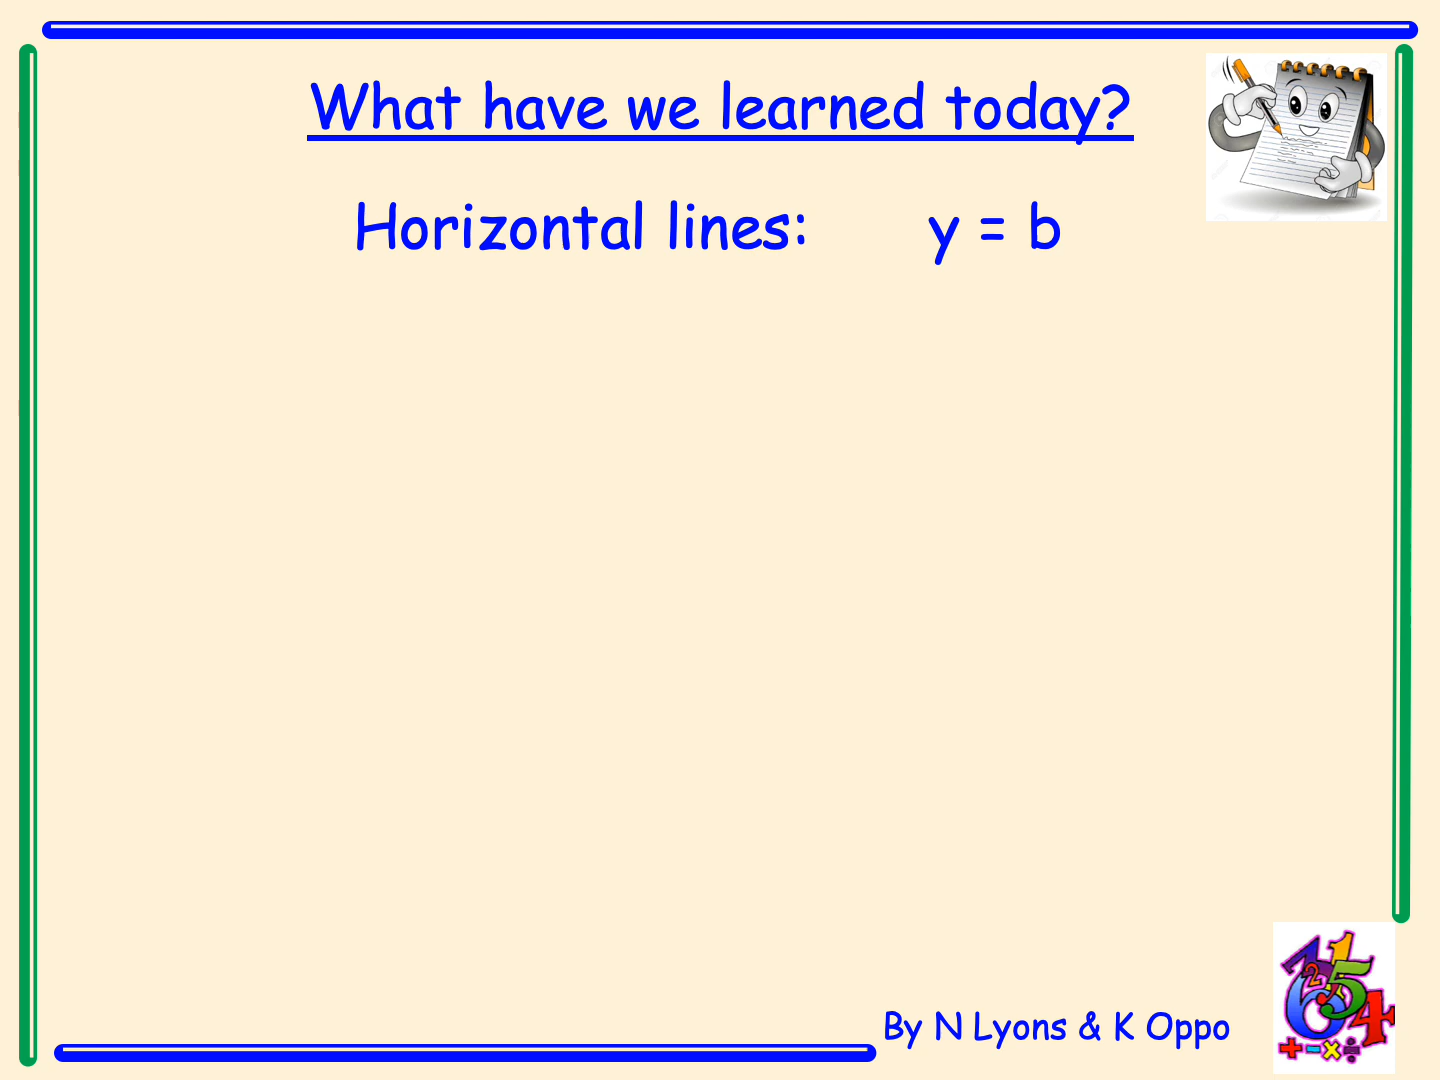 What have we learned today?
Horizontal lines: y = b
By N Lyons & K Oppo